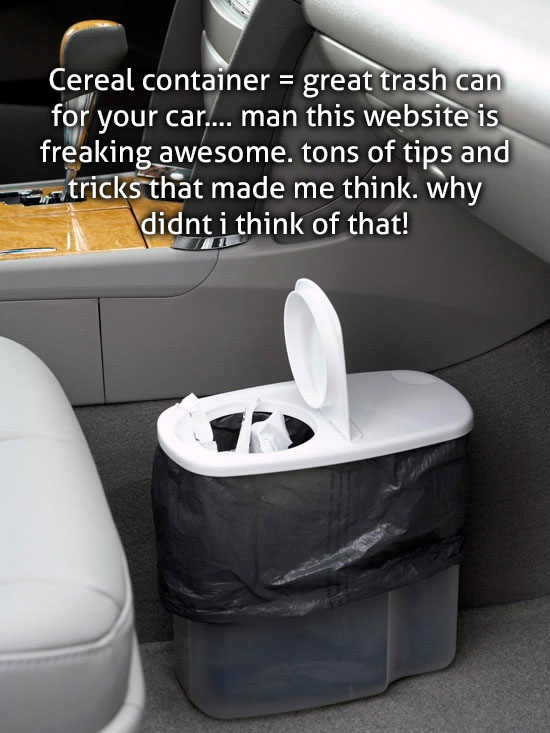 Cereal container = great trash can
for your car.... man this website is
freaking awesome. tons of tips and
tricks that made me think. why
didnt i think of that!